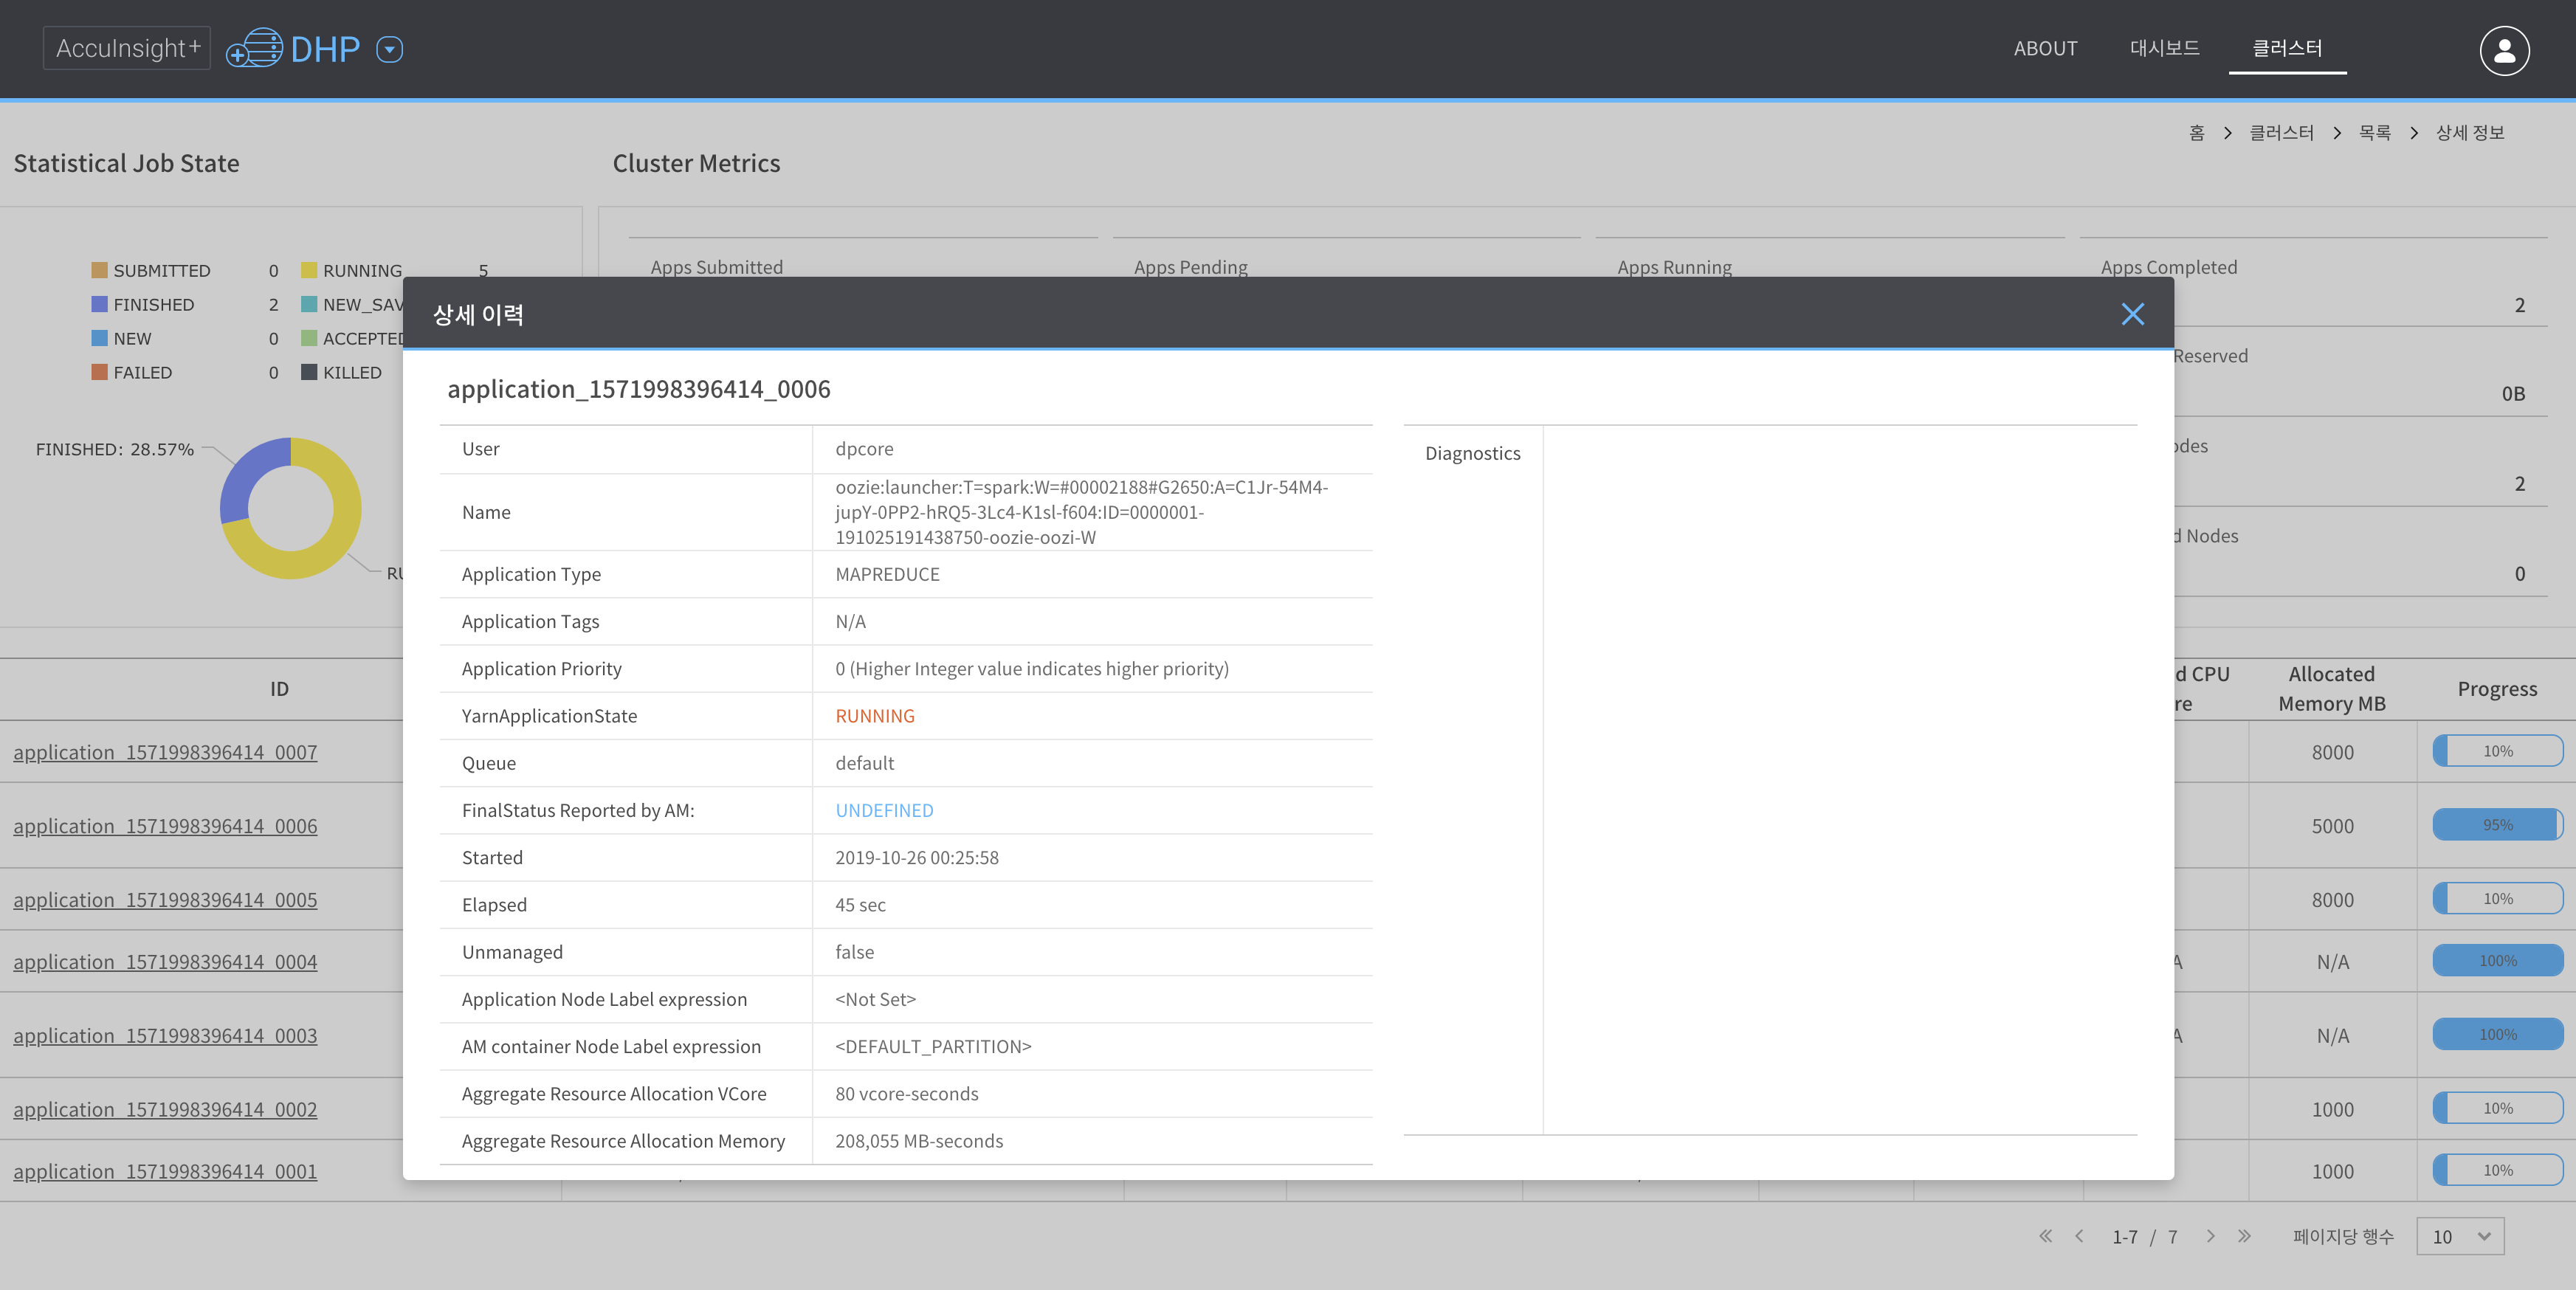 AccuInsight+ DHP ABOUT 대시보드 클러스터
홈 > 클러스터 > 목록 > 상세 정보
Statistical Job State
Cluster Metrics
SUBMITTED 0 RUNNING 5
FINISHED 2 NEW_SAV
NEW 0 ACCEPTED
FAILED 0 KILLED
FINISHED: 28.57%
Apps Submitted Apps Pending Apps Running Apps Completed
2
Reserved
0B
odes
2
d Nodes
0
상세 이력
application_1571998396414_0006
User dpcore
Name oozie:launcher:T=spark:W=#00002188#G2650:A=C1Jr-54M4-
jupY-0PP2-hRQ5-3Lc4-K1sl-f604:ID=0000001-
191025191438750-oozie-oozi-W
Application Type MAPREDUCE
Application Tags N/A
Application Priority 0 (Higher Integer value indicates higher priority)
YarnApplicationState RUNNING
Queue default
FinalStatus Reported by AM: UNDEFINED
Started 2019-10-26 00:25:58
Elapsed 45 sec
Unmanaged false
Application Node Label expression <Not Set>
AM container Node Label expression <DEFAULT_PARTITION>
Aggregate Resource Allocation VCore 80 vcore-seconds
Aggregate Resource Allocation Memory 208,055 MB-seconds
Diagnostics
ID d CPU Allocated Progress
re Memory MB
application_1571998396414_0007 8000 10%
application_1571998396414_0006 5000 95%
application_1571998396414_0005 8000 10%
application_1571998396414_0004 N/A 100%
application_1571998396414_0003 N/A 100%
application_1571998396414_0002 1000 10%
application_1571998396414_0001 1000 10%
1-7 / 7 페이지당 행수 10